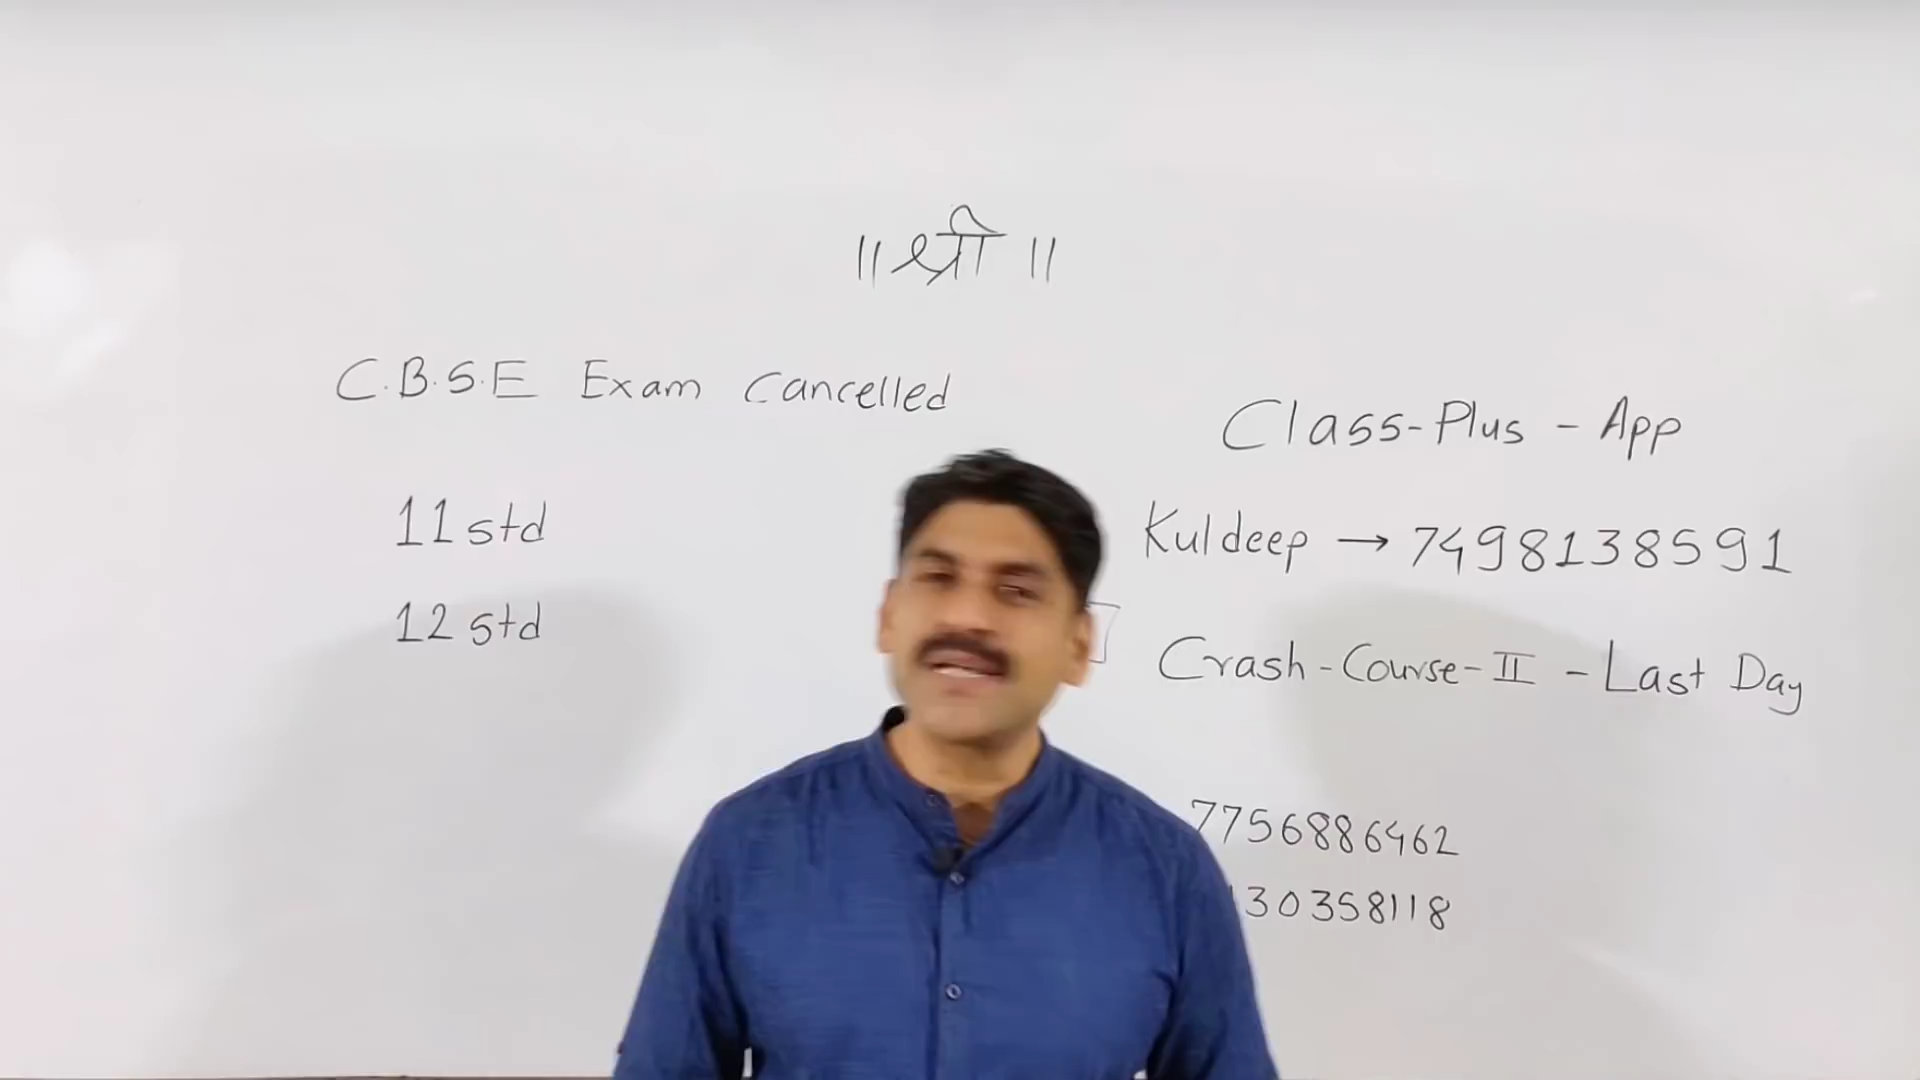 ॥ श्री ॥
C.B.S.E Exam Cancelled
11 std
12 std
Class-Plus - App
Kuldeep → 7498138591
Crash-Course-II - Last Day
7756886462
30358118